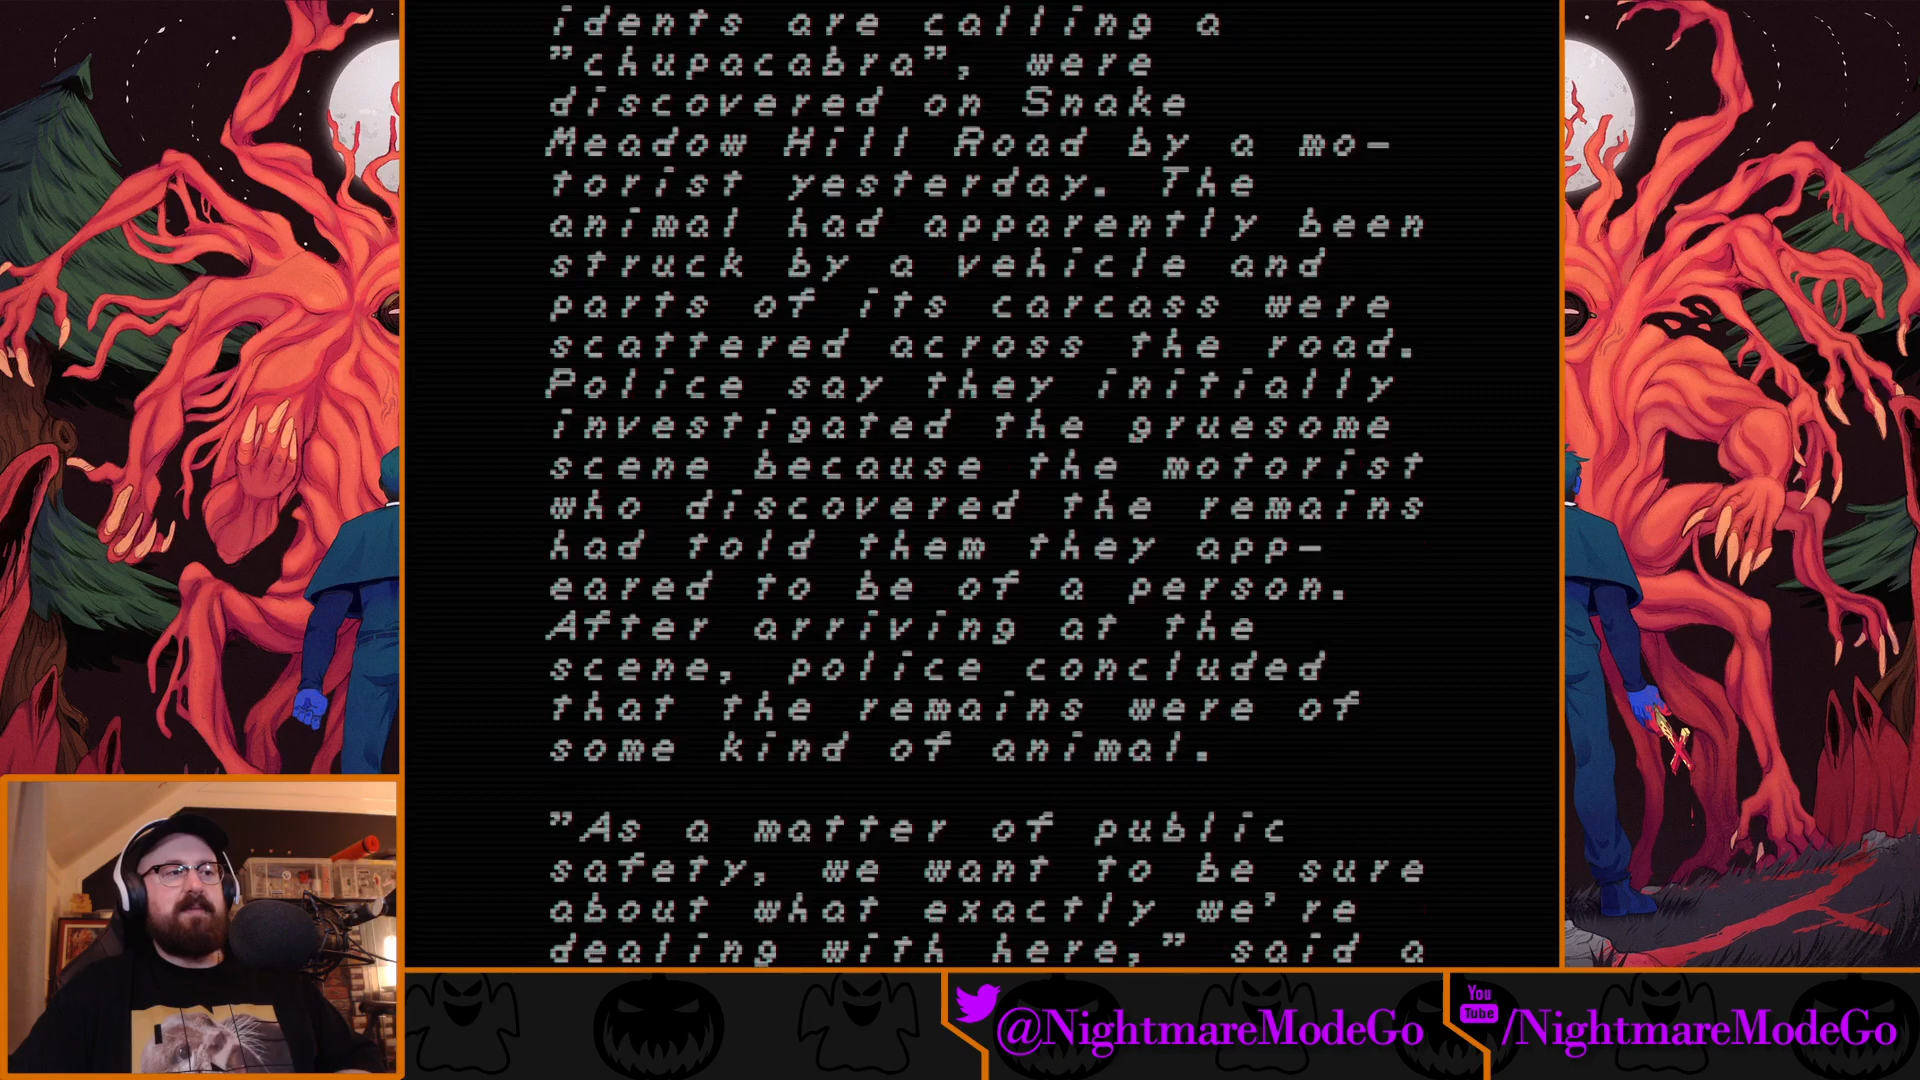 idents are calling a
"chupacabra", were
discovered on Snake
Meadow Hill Road by a mo-
torist yesterday. The
animal had apparently been
struck by a vehicle and
parts of its carcass were
scattered across the road.
Police say they initially
investigated the gruesome
scene because the motorist
who discovered the remains
had told them they app-
eared to be of a person.
After arriving at the
scene, police concluded
that the remains were of
some kind of animal.
"As a matter of public
safety, we want to be sure
about what exactly we're
dealing with here," said a
@NightmareModeGo
You
Tube
/NightmareModeGo